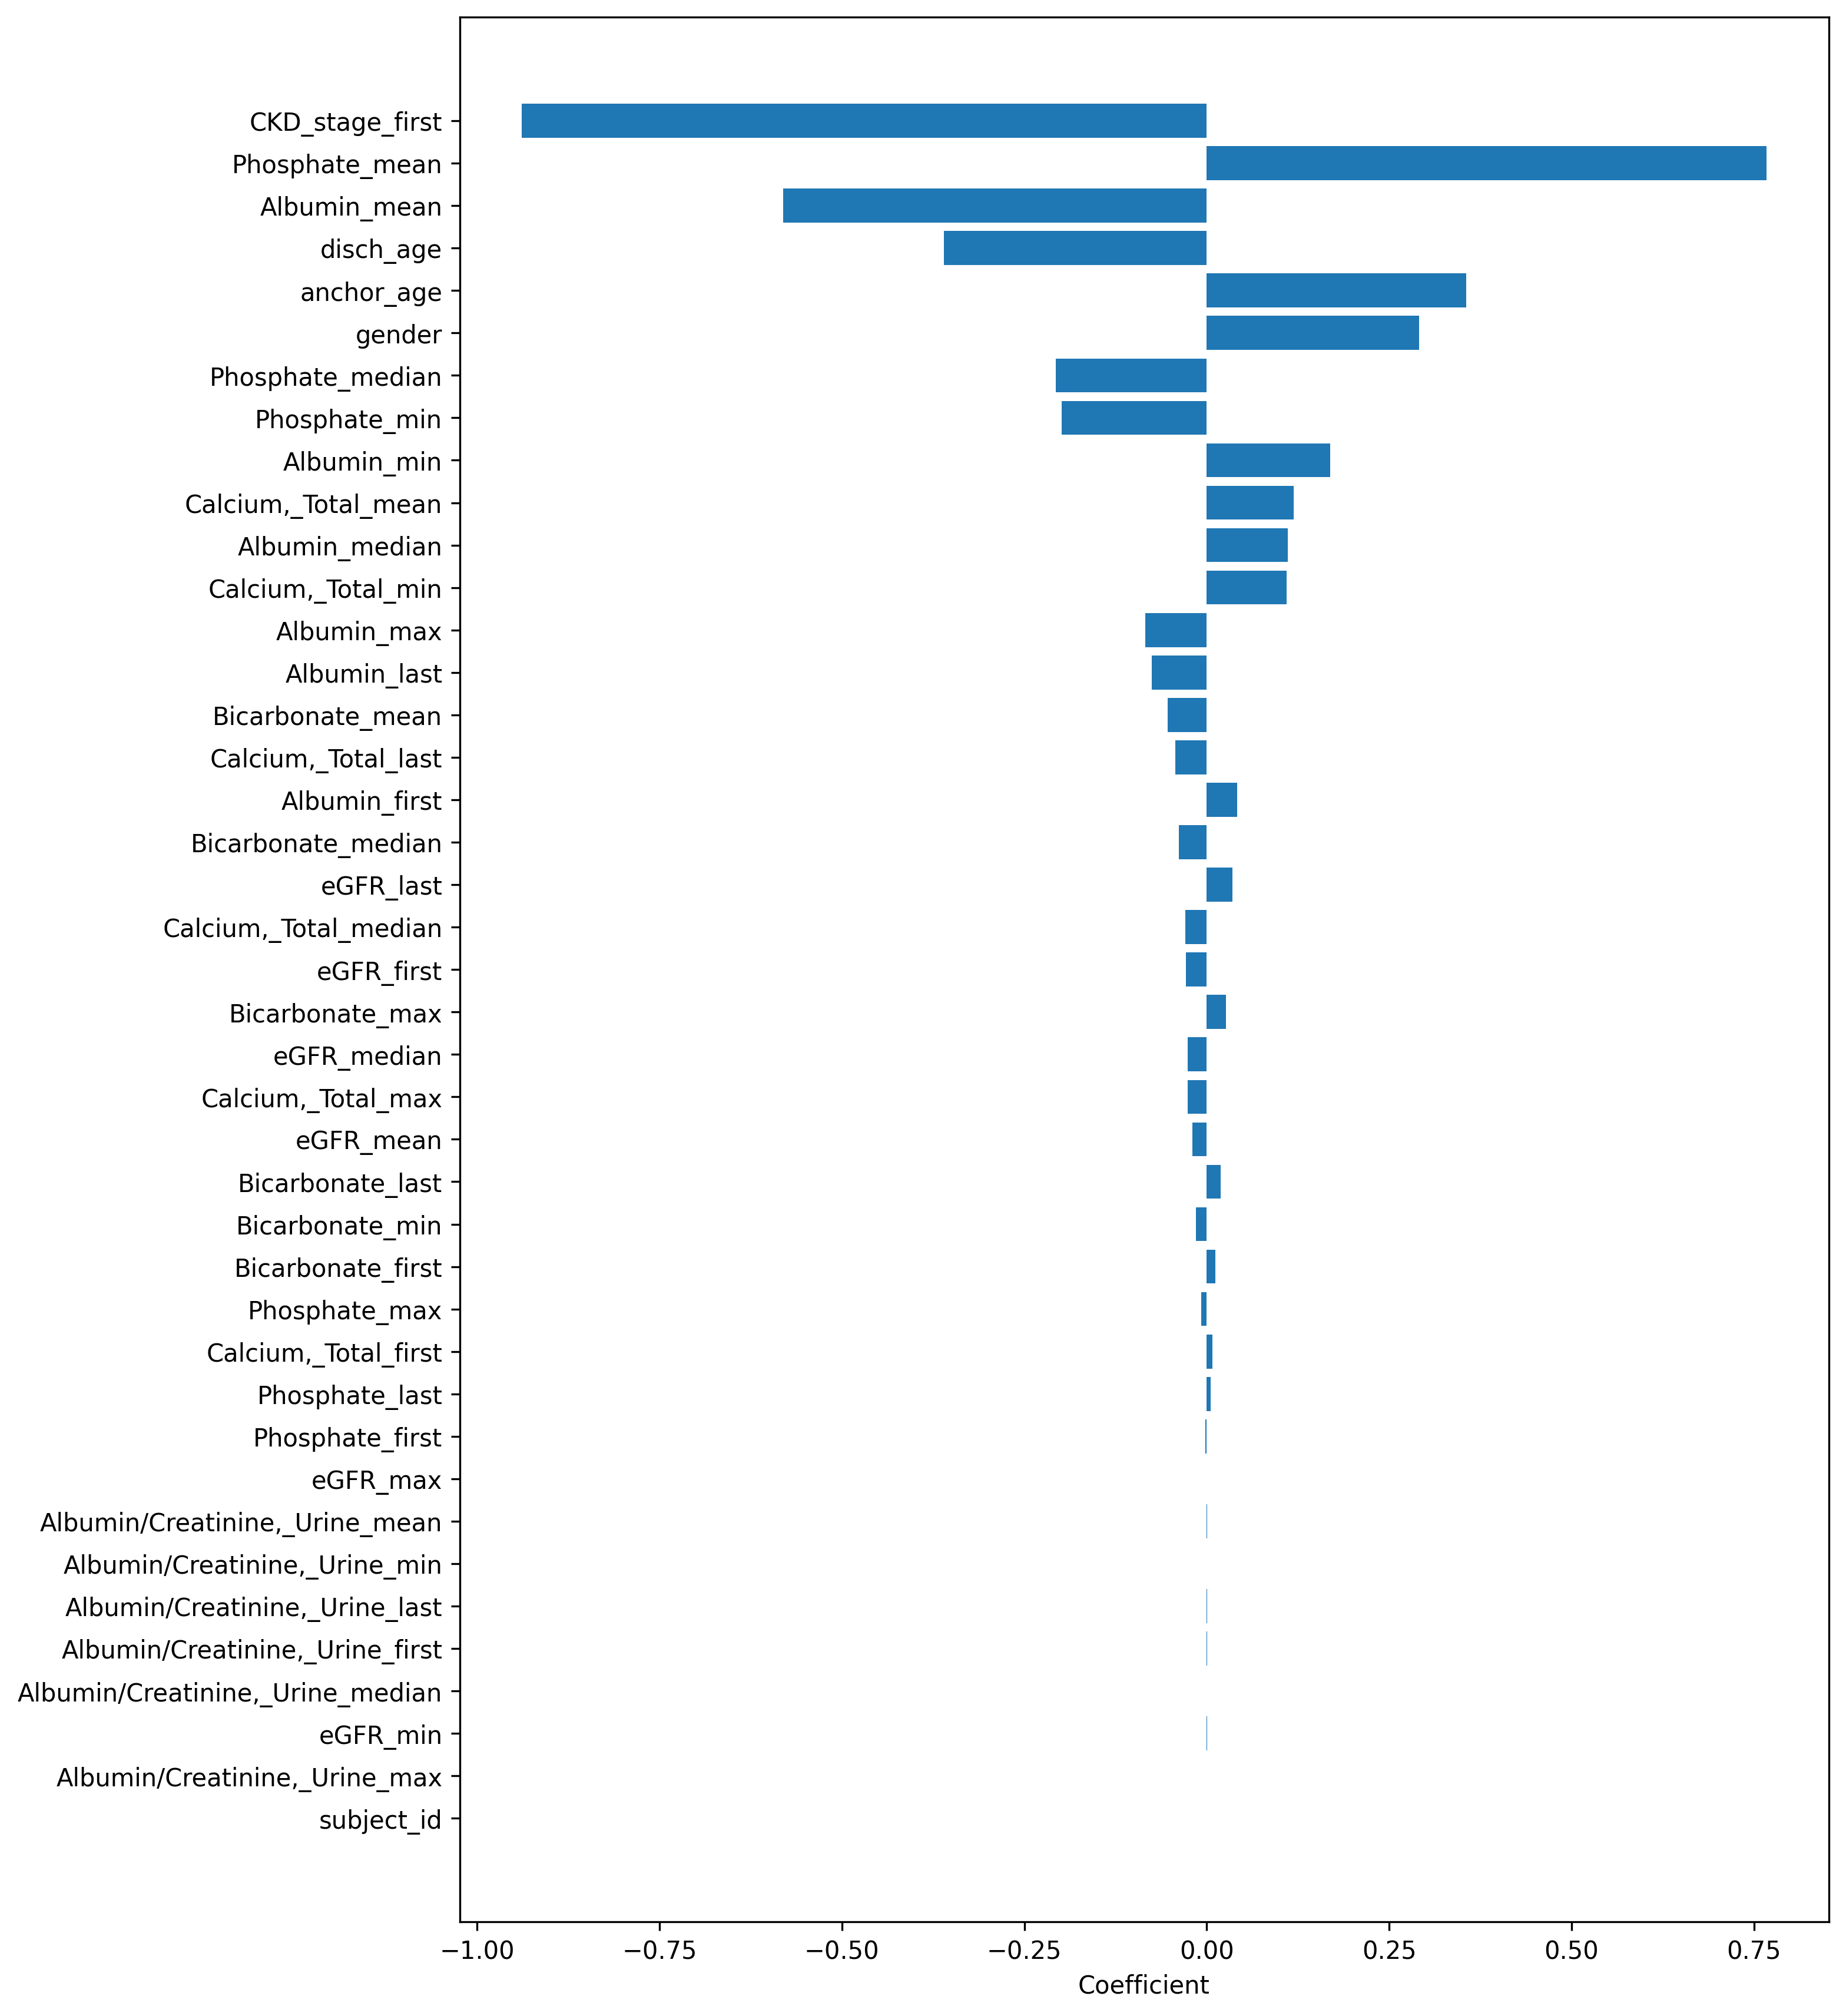 CKD_stage_first
Phosphate_mean
Albumin_mean
disch_age
anchor_age
gender
Phosphate_median
Phosphate_min
Albumin_min
Calcium,_Total_mean
Albumin_median
Calcium,_Total_min
Albumin_max
Albumin_last
Bicarbonate_mean
Calcium,_Total_last
Albumin_first
Bicarbonate_median
eGFR_last
Calcium,_Total_median
eGFR_first
Bicarbonate_max
eGFR_median
Calcium,_Total_max
eGFR_mean
Bicarbonate_last
Bicarbonate_min
Bicarbonate_first
Phosphate_max
Calcium,_Total_first
Phosphate_last
Phosphate_first
eGFR_max
Albumin/Creatinine,_Urine_mean
Albumin/Creatinine,_Urine_min
Albumin/Creatinine,_Urine_last
Albumin/Creatinine,_Urine_first
Albumin/Creatinine,_Urine_median
eGFR_min
Albumin/Creatinine,_Urine_max
subject_id
−1.00 −0.75 −0.50 −0.25 0.00 0.25 0.50 0.75
Coefficient